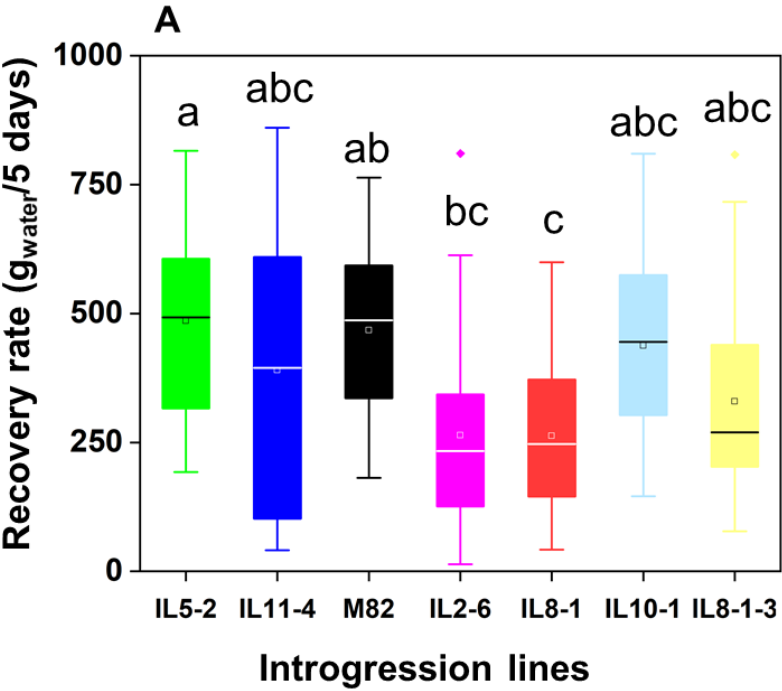 A
1000
750
500
250
0
Recovery rate (gwater/5 days)
a
abc
ab
bc
c
abc
abc
IL5-2 IL11-4 M82 IL2-6 IL8-1 IL10-1 IL8-1-3
Introgression lines